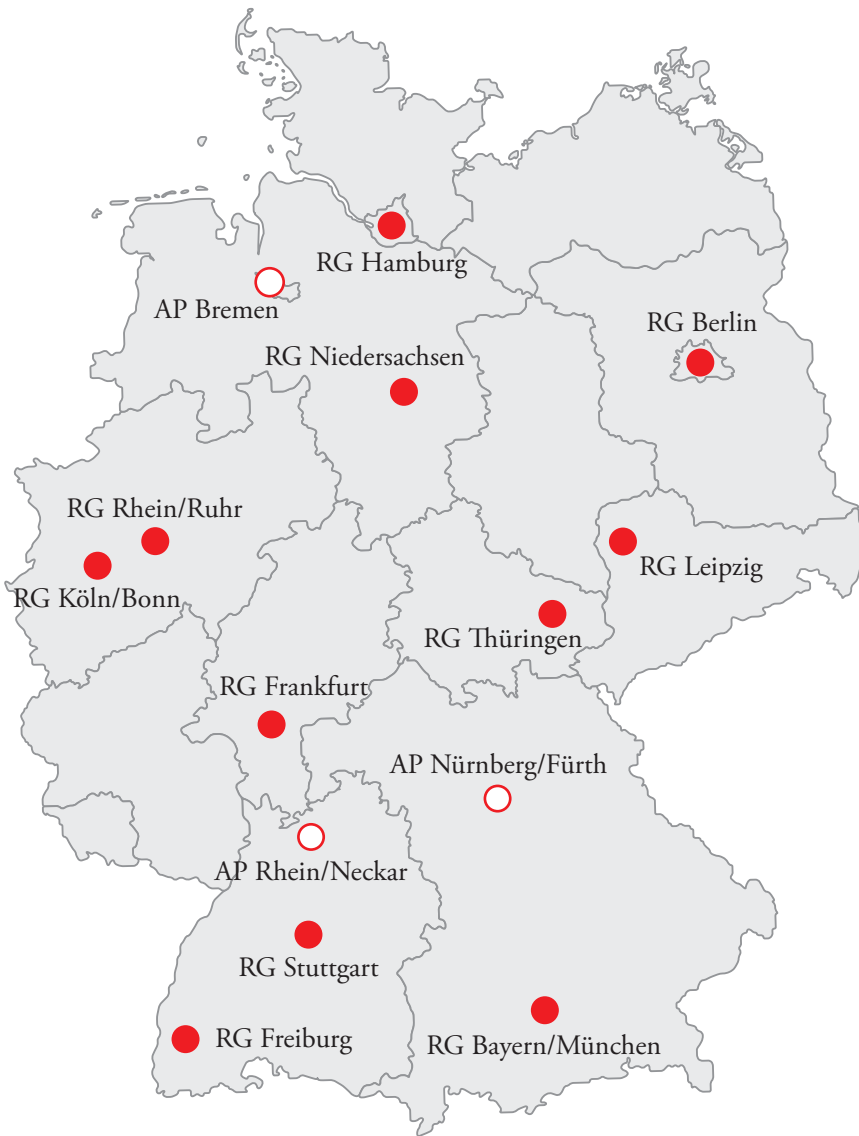 RG Hamburg
AP Bremen
RG Berlin
RG Niedersachsen
RG Rhein/Ruhr
RG Leipzig
RG Köln/Bonn
RG Thüringen
RG Frankfurt
AP Nürnberg/Fürth
AP Rhein/Neckar
RG Stuttgart
RG Freiburg
RG Bayern/München